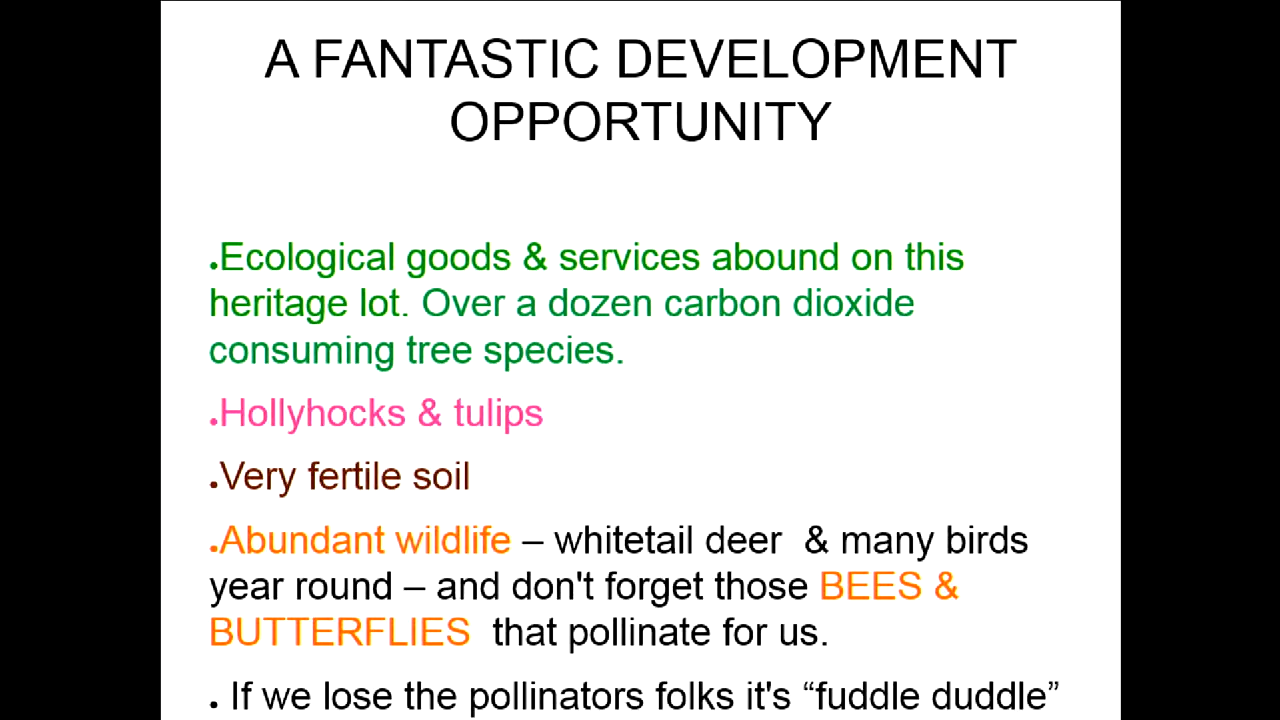 A FANTASTIC DEVELOPMENT
OPPORTUNITY
●Ecological goods & services abound on this
heritage lot. Over a dozen carbon dioxide
consuming tree species.
●Hollyhocks & tulips
●Very fertile soil
●Abundant wildlife – whitetail deer  & many birds
year round – and don't forget those BEES &
BUTTERFLIES  that pollinate for us.
● If we lose the pollinators folks it's “fuddle duddle”